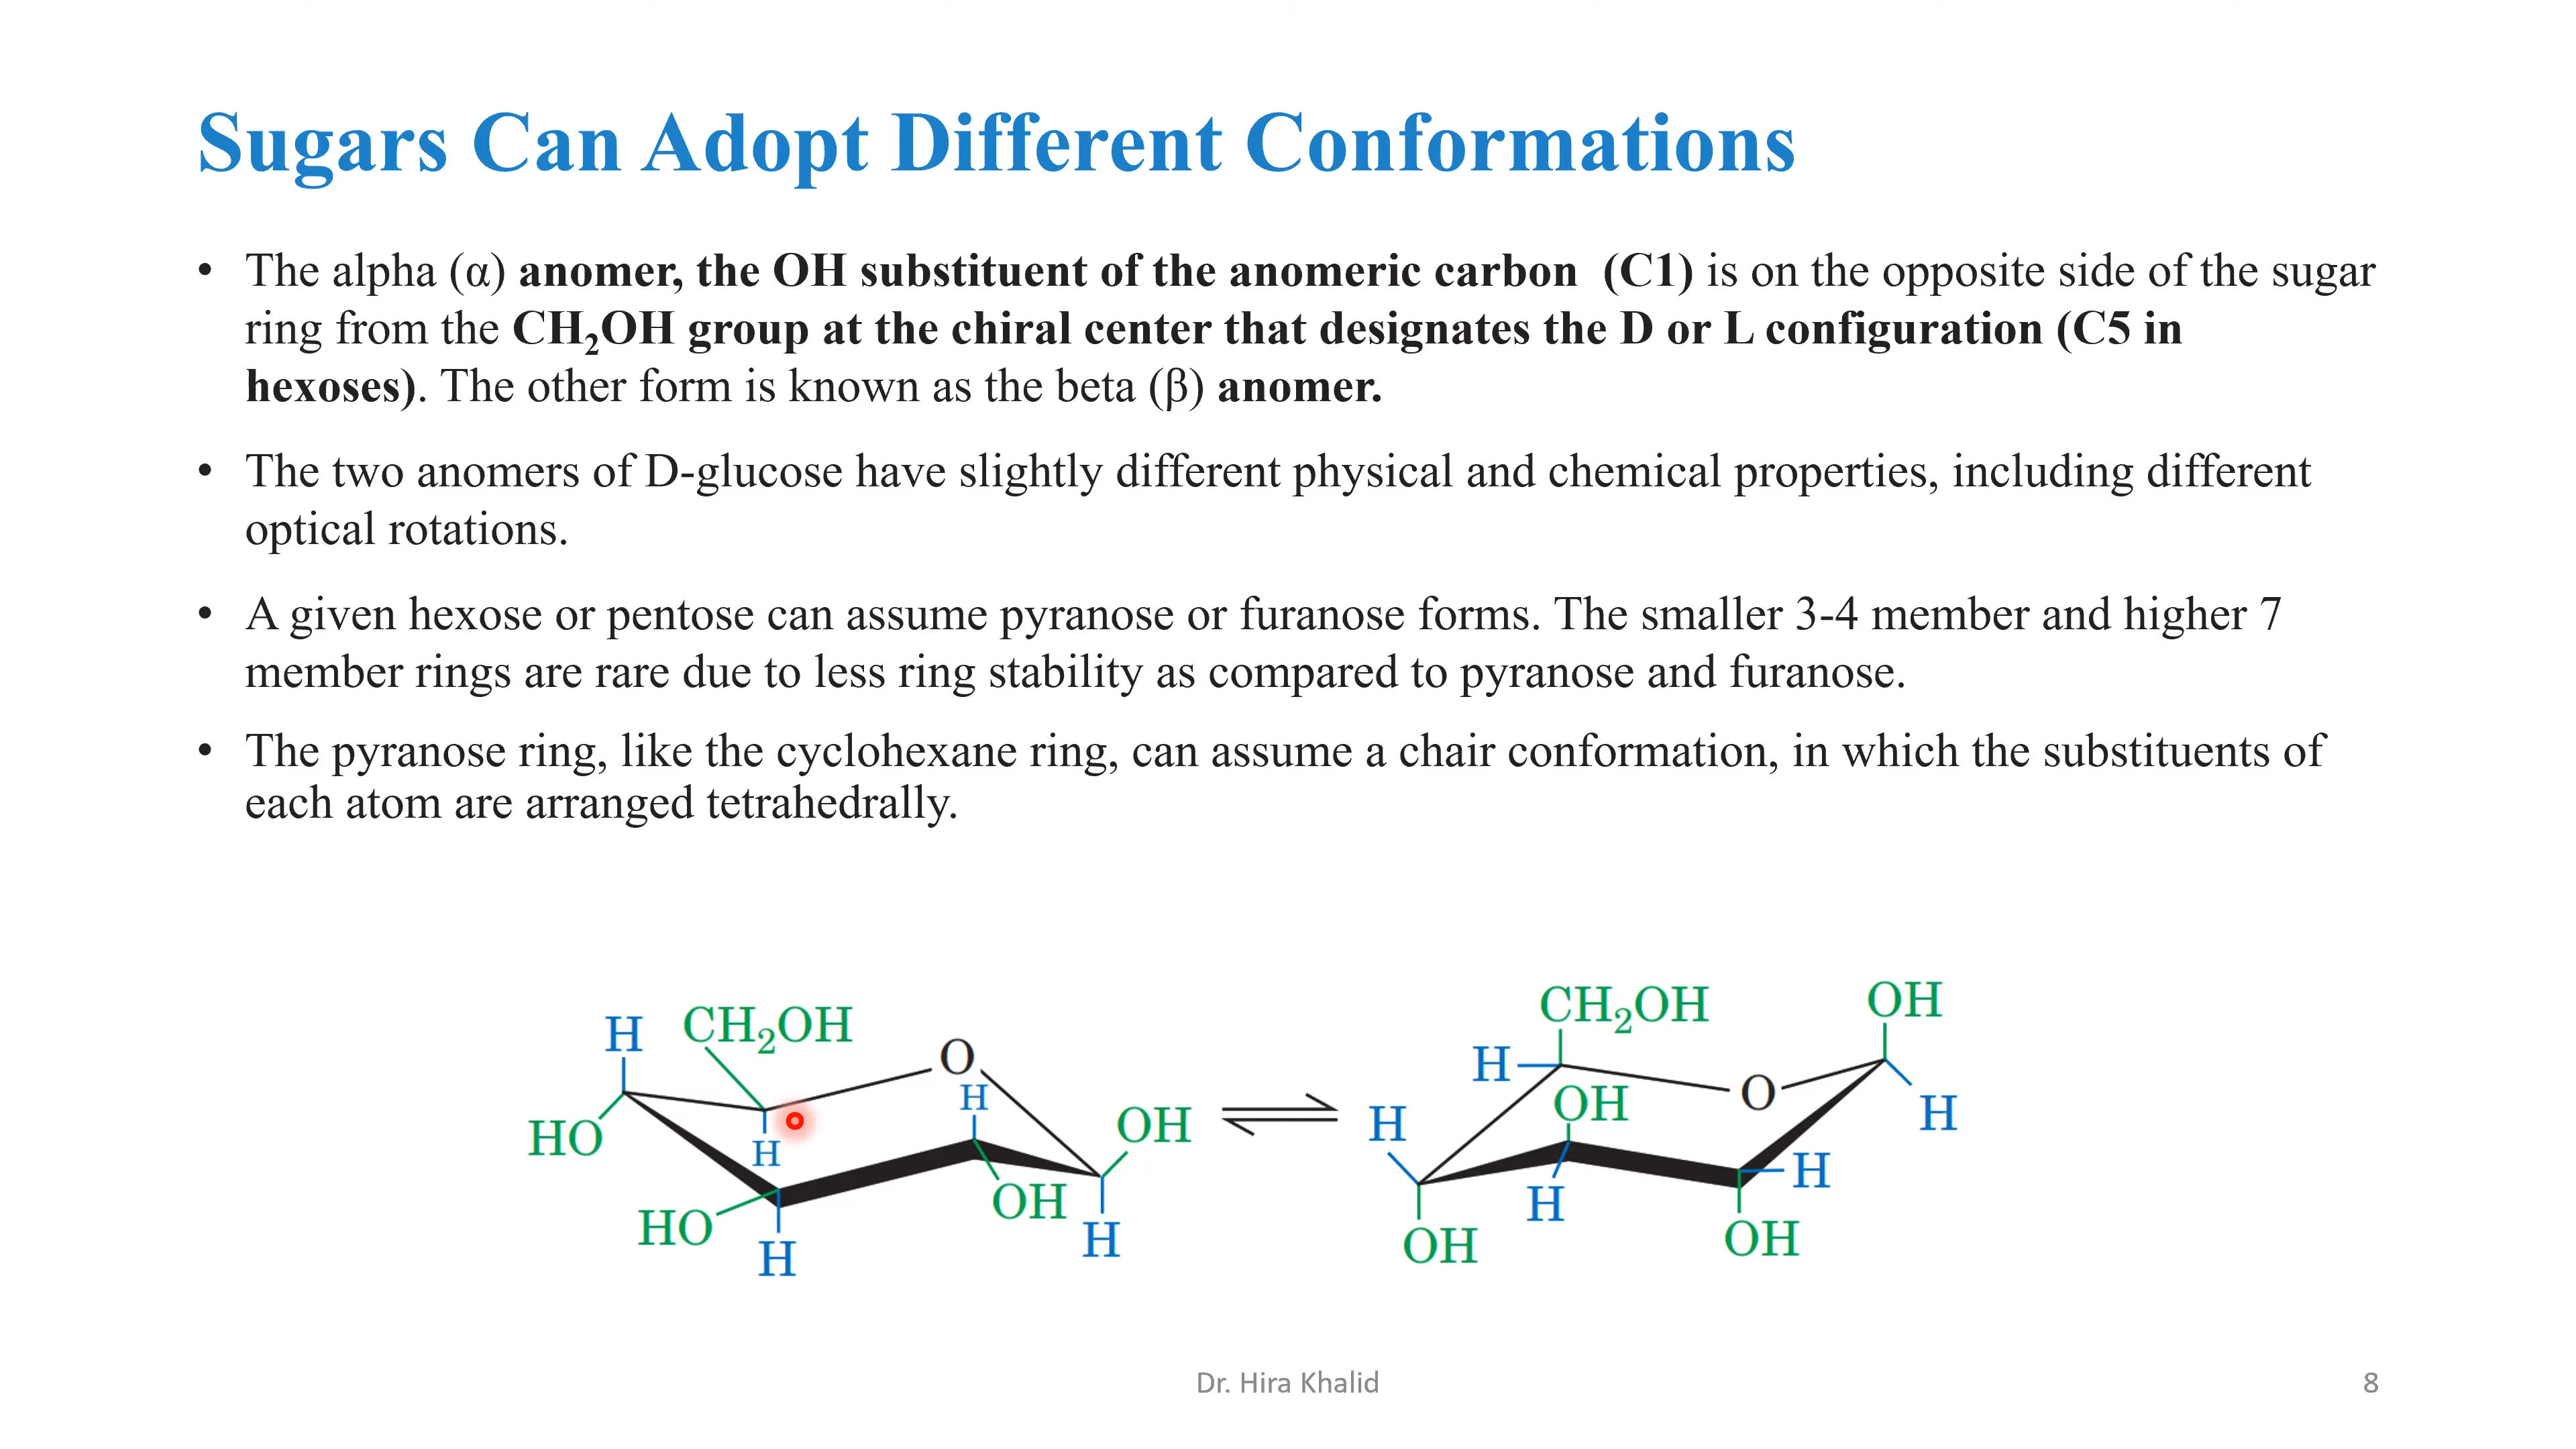 Sugars Can Adopt Different Conformations
• The alpha (α) anomer, the OH substituent of the anomeric carbon (C1) is on the opposite side of the sugar
ring from the CH₂OH group at the chiral center that designates the D or L configuration (C5 in
hexoses). The other form is known as the beta (β) anomer.
• The two anomers of D-glucose have slightly different physical and chemical properties, including different
optical rotations.
• A given hexose or pentose can assume pyranose or furanose forms. The smaller 3-4 member and higher 7
member rings are rare due to less ring stability as compared to pyranose and furanose.
• The pyranose ring, like the cyclohexane ring, can assume a chair conformation, in which the substituents of
each atom are arranged tetrahedrally.
H CH₂OH
O
H
OH
HO
H
OH
HO
H
H
CH₂OH OH
H
O
OH
H
H
H
H
OH
OH
Dr. Hira Khalid
8